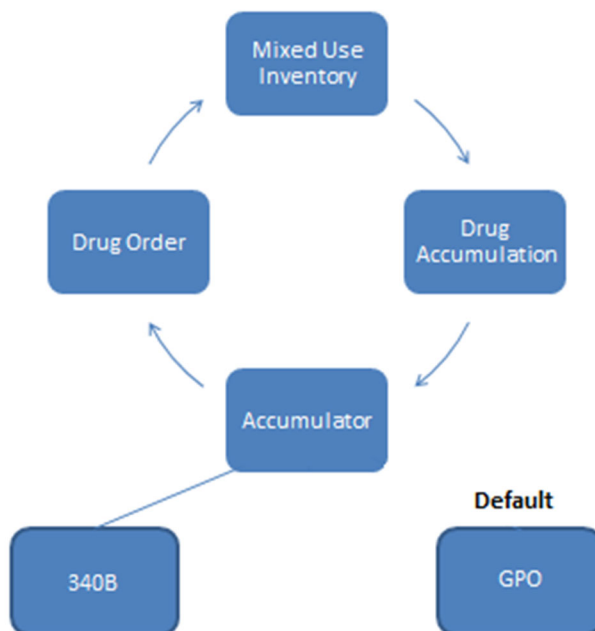 Mixed Use
Inventory
Drug Order
Drug
Accumulation
Accumulator
Default
340B
GPO